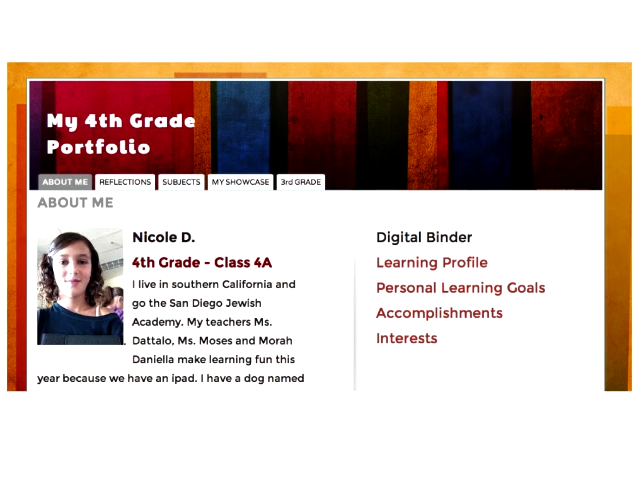 My 4th Grade
Portfolio
ABOUT ME
REFLECTIONS
SUBJECTS
MY SHOWCASE
3rd GRADE
ABOUT ME
Nicole D.
4th Grade - Class 4A
I live in southern California and
go the San Diego Jewish
Academy. My teachers Ms.
Dattalo, Ms. Moses and Morah
Daniella make learning fun this
year because we have an ipad. I have a dog named
Digital Binder
Learning Profile
Personal Learning Goals
Accomplishments
Interests